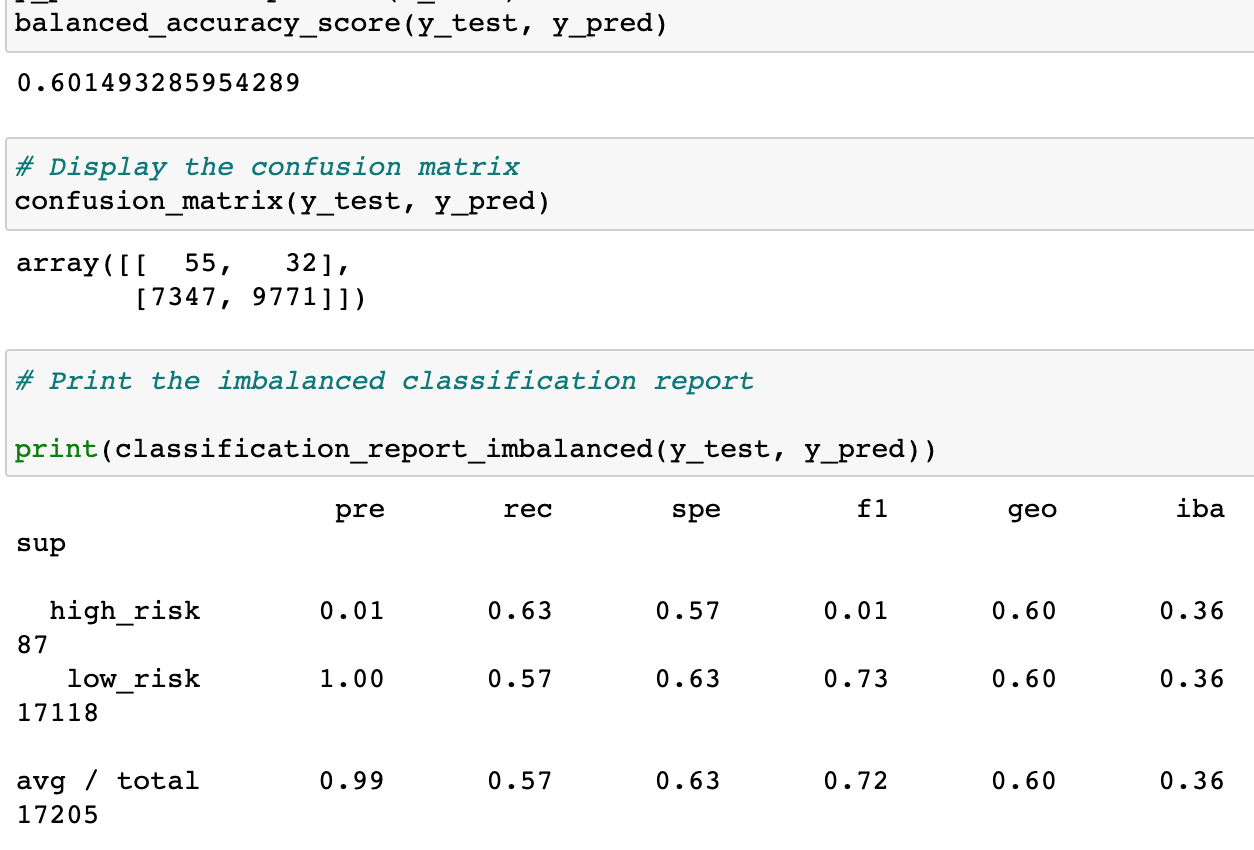 balanced_accuracy_score(y_test, y_pred)
0.601493285954289
# Display the confusion matrix
confusion_matrix(y_test, y_pred)
array([[  55,   32],
       [7347, 9771]])
# Print the imbalanced classification report
print(classification_report_imbalanced(y_test, y_pred))
                   pre       rec       spe        f1       geo       iba
sup
  high_risk       0.01      0.63      0.57      0.01      0.60      0.36
87
   low_risk       1.00      0.57      0.63      0.73      0.60      0.36
17118
avg / total       0.99      0.57      0.63      0.72      0.60      0.36
17205